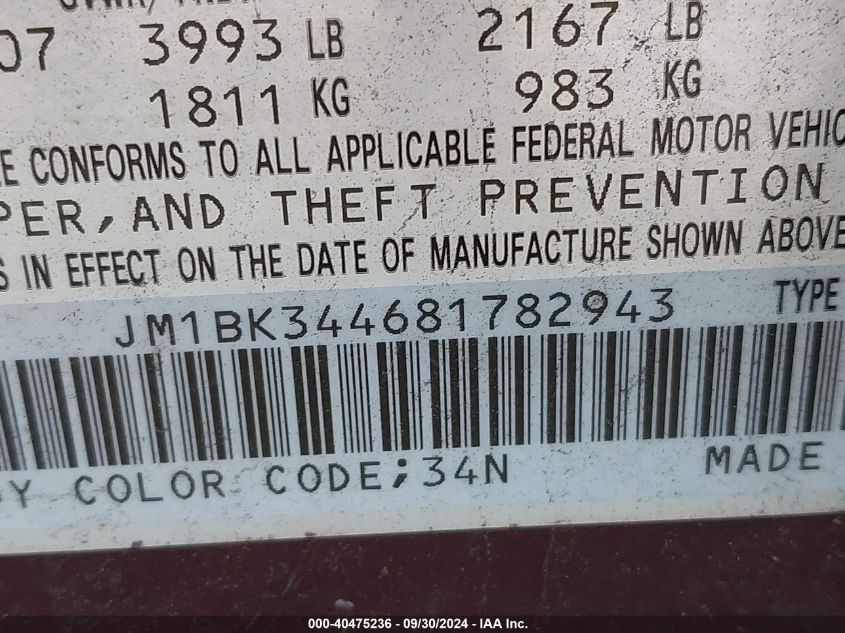 07 3993 LB 2167 LB
1811 KG 983 KG
CONFORMS TO ALL APPLICABLE FEDERAL MOTOR VEHIC
PER, AND THEFT PREVENTION
S IN EFFECT ON THE DATE OF MANUFACTURE SHOWN ABOVE
JM1BK344681782943 TYPE
Y COLOR CODE;34N MADE
000-40475236 - 09/30/2024 - IAA Inc.